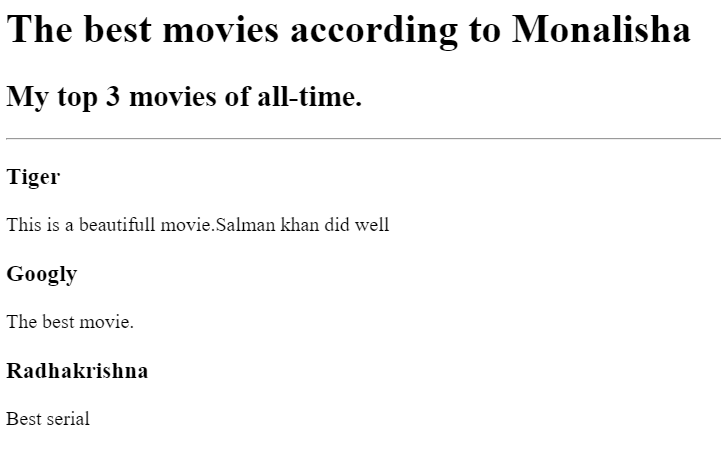 The best movies according to Monalisha
My top 3 movies of all-time.
Tiger
This is a beautifull movie.Salman khan did well
Googly
The best movie.
Radhakrishna
Best serial